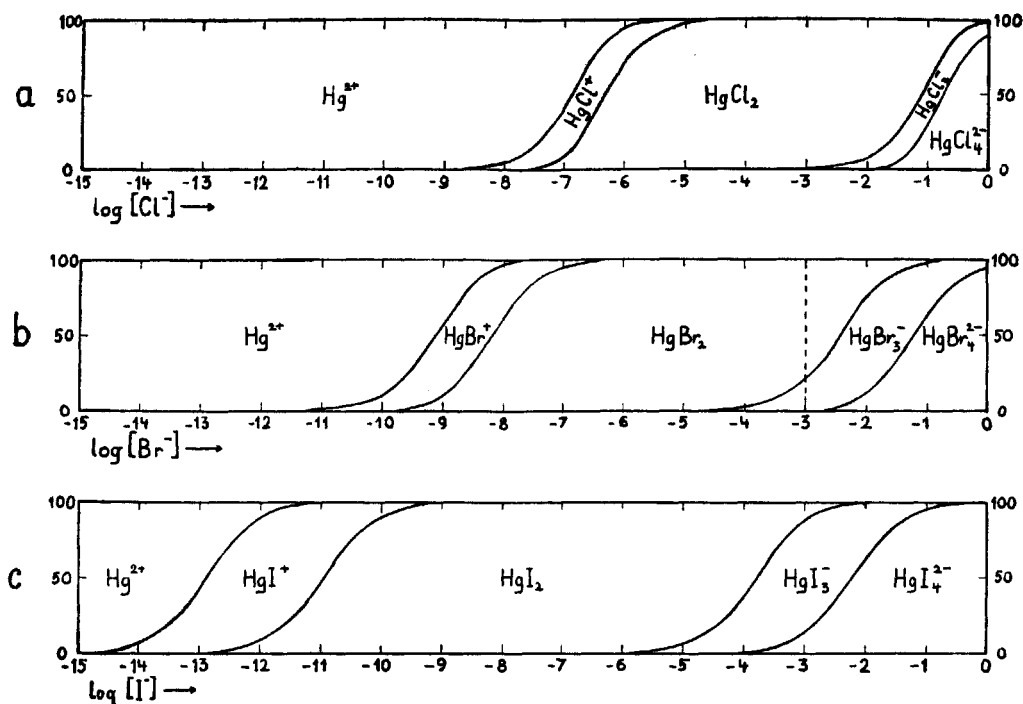 100 100
a 50 Hg²⁺ HgCl⁺ HgCl₂ HgCl₃⁻ 50 HgCl₄²⁻
0 0
-15 -14 -13 -12 -11 -10 -9 -8 -7 -6 -5 -4 -3 -2 -1 0
log [Cl⁻] →
100 100
b 50 Hg²⁺ HgBr⁺ HgBr₂ HgBr₃⁻ HgBr₄²⁻ 50
0 0
-15 -14 -13 -12 -11 -10 -9 -8 -7 -6 -5 -4 -3 -2 -1 0
log [Br⁻] →
100 100
c 50 Hg²⁺ HgI⁺ HgI₂ HgI₃⁻ HgI₄²⁻ 50
0 0
-15 -14 -13 -12 -11 -10 -9 -8 -7 -6 -5 -4 -3 -2 -1 0
log [I⁻] →